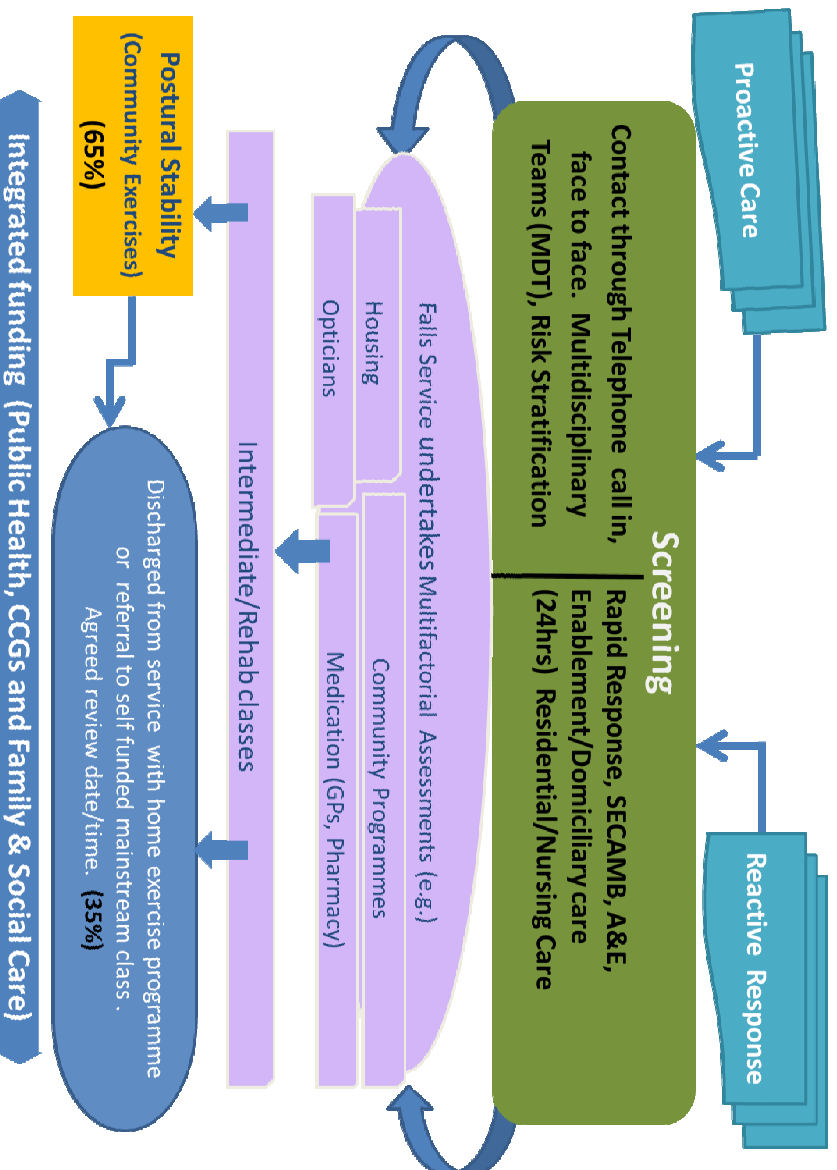 Proactive Care
Reactive Response
Screening
Contact through Telephone call in,
face to face. Multidisciplinary
Teams (MDT), Risk Stratification
Rapid Response, SECAMB, A&E,
Enablement/Domiciliary care
(24hrs) Residential/Nursing Care
Falls Service undertakes Multifactorial Assessments (e.g.)
Housing
Community Programmes
Opticians
Medication (GPs, Pharmacy)
Intermediate/Rehab classes
Postural Stability
(Community Exercises)
(65%)
Discharged from service with home exercise programme
or referral to self funded mainstream class .
Agreed review date/time. (35%)
Integrated funding (Public Health, CCGs and Family & Social Care)